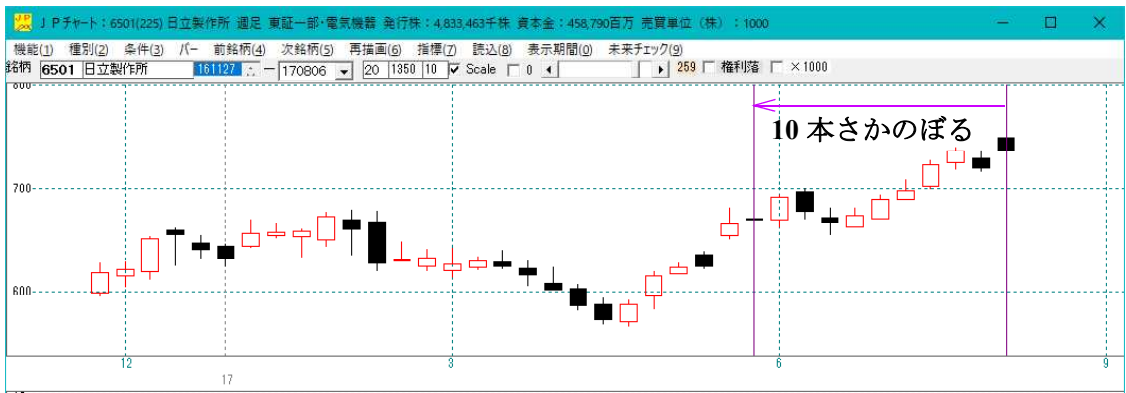 ＪＰチャート：6501(225) 日立製作所 週足 東証一部・電気機器 発行株：4,833,463千株 資本金：458,790百万 売買単位（株）：1000
機能(1) 種別(2) 条件(3) バー 前銘柄(4) 次銘柄(5) 再描画(6) 指標(7) 読込(8) 表示期間(0) 未来チェック(9)
銘柄 6501 日立製作所 161127 ― 170806 20 1350 10 Scale 0 259 権利落 ×1000
800
10 本さかのぼる
700
600
12 3 6 9
17